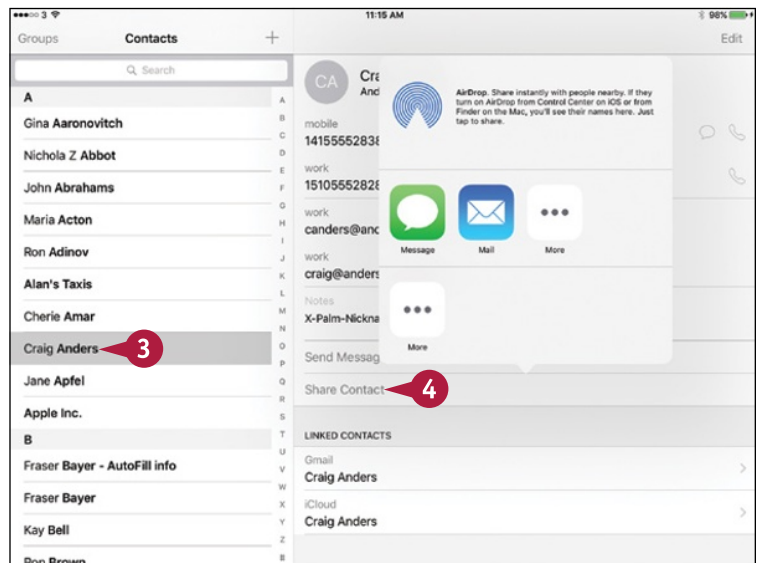 3
11:15 AM
98%
Groups
Contacts
+
Edit
Search
A
Gina Aaronovitch
Nichola Z Abbot
John Abrahams
Maria Acton
Ron Adinov
Alan's Taxis
Cherie Amar
Craig Anders
3
Jane Apfel
Apple Inc.
B
Fraser Bayer - AutoFill info
Fraser Bayer
Kay Bell
Ron Brown
A
B
C
D
E
F
G
H
I
J
K
L
M
N
O
P
Q
R
S
T
U
V
W
X
Y
Z
#
CA
Cra
And
mobile
14155552838
work
15105552828
work
canders@and
work
craig@anders
Notes
X-Palm-Nickna
Send Messag
Share Contact
4
AirDrop. Share instantly with people nearby. If they
turn on AirDrop from Control Center on iOS or from
Finder on the Mac, you'll see their names here. Just
tap to share.
Message
Mail
More
More
LINKED CONTACTS
Gmail
Craig Anders
iCloud
Craig Anders